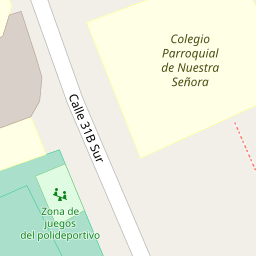 Colegio
Parroquial
de Nuestra
Señora
Calle 31B Sur
Zona de
juegos
del polideportivo